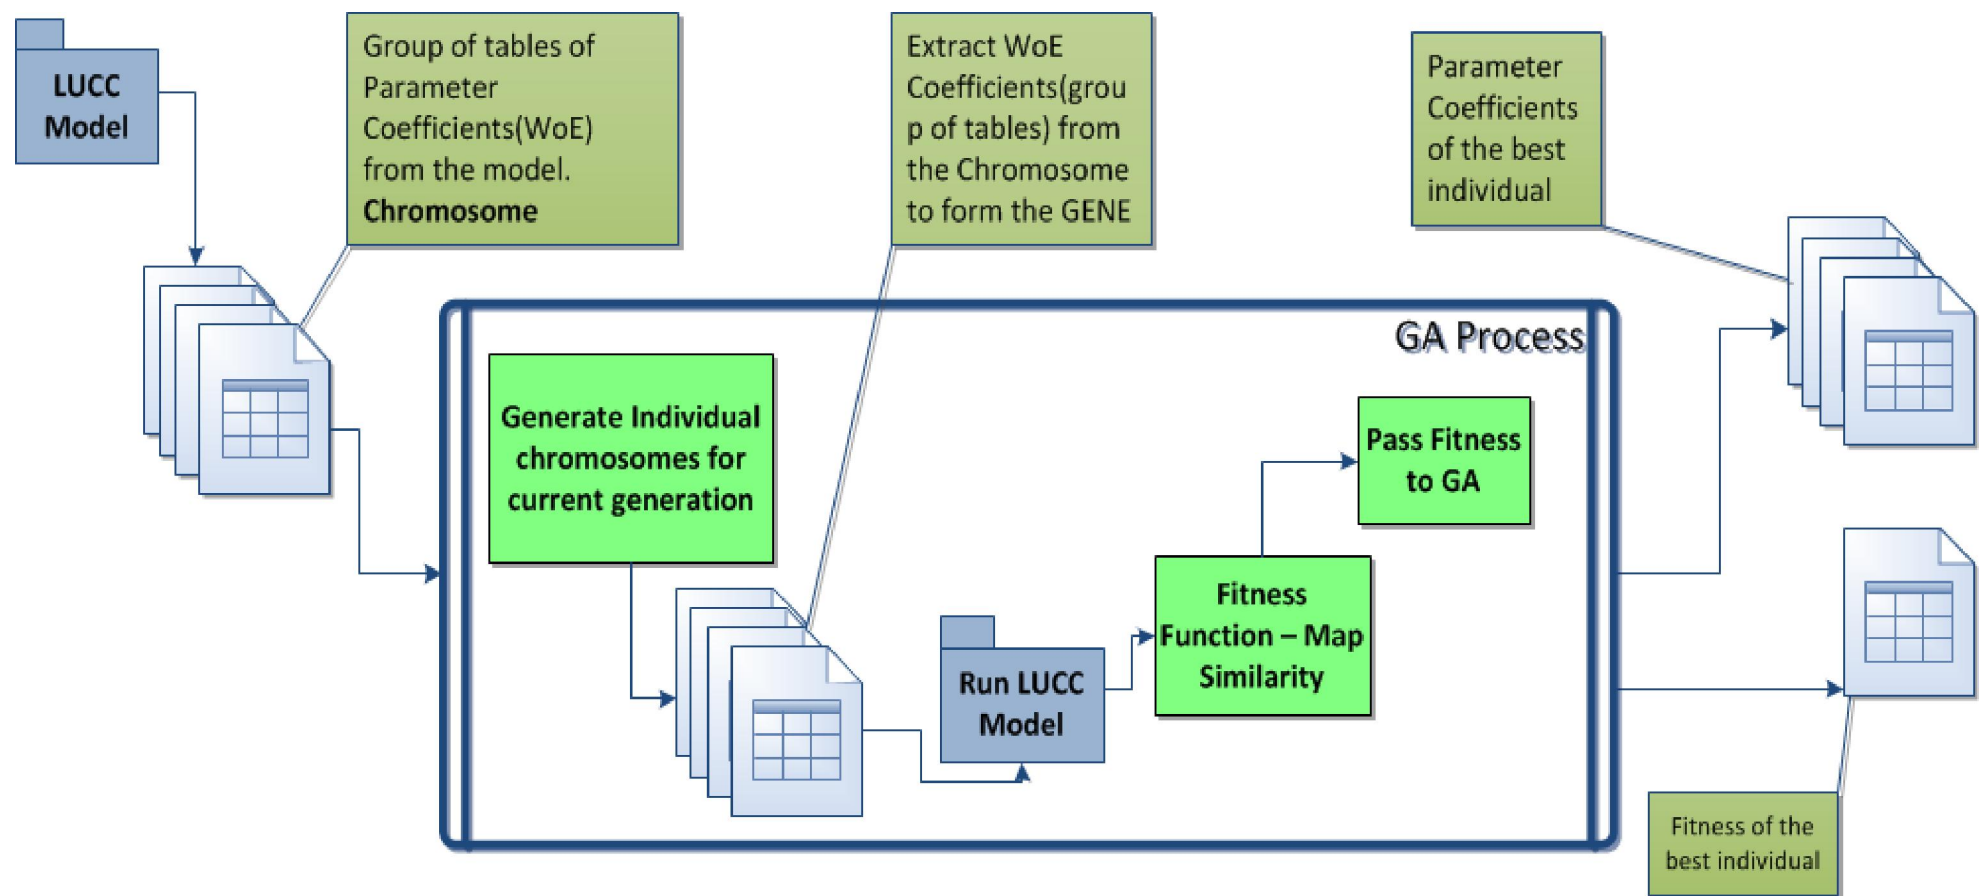 LUCC
Model
Group of tables of
Parameter
Coefficients(WoE)
from the model.
Chromosome
Extract WoE
Coefficients(grou
p of tables) from
the Chromosome
to form the GENE
Parameter
Coefficients
of the best
individual
GA Process
Generate Individual
chromosomes for
current generation
Run LUCC
Model
Fitness
Function – Map
Similarity
Pass Fitness
to GA
Fitness of the
best individual